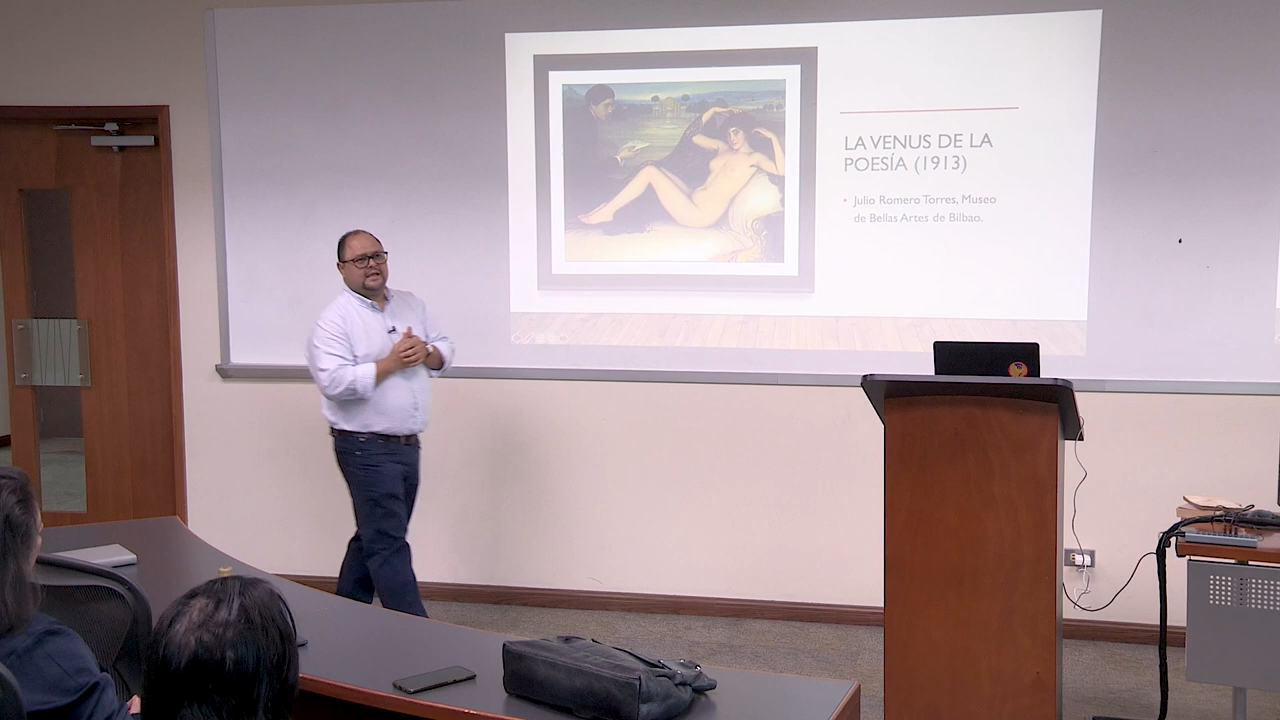 LA VENUS DE LA
POESÍA (1913)
• Julio Romero Torres, Museo
de Bellas Artes de Bilbao.